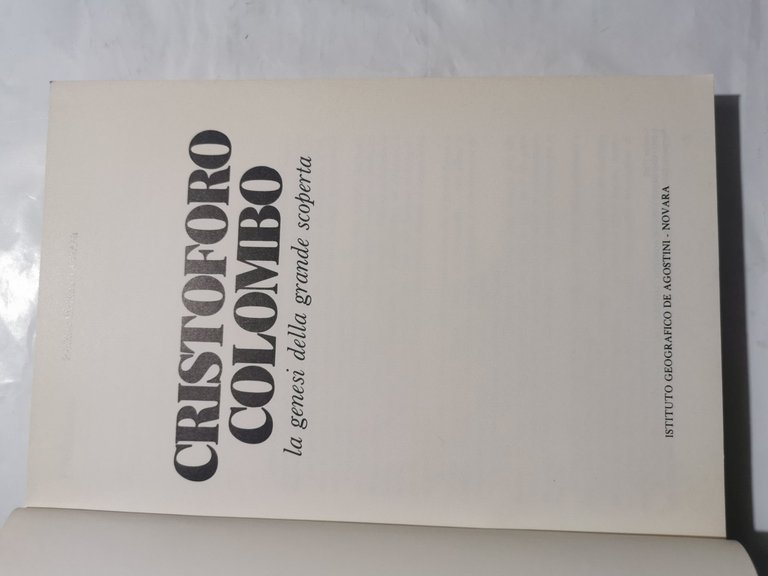 CRISTOFORO
COLOMBO
la genesi della grande scoperta
ISTITUTO GEOGRAFICO DE AGOSTINI - NOVARA